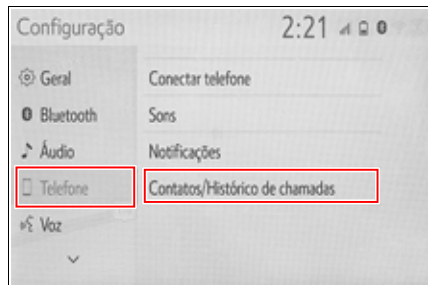 Configuração 2:21
Geral
Bluetooth
Áudio
Telefone
Voz
Conectar telefone
Sons
Notificações
Contatos/Histórico de chamadas